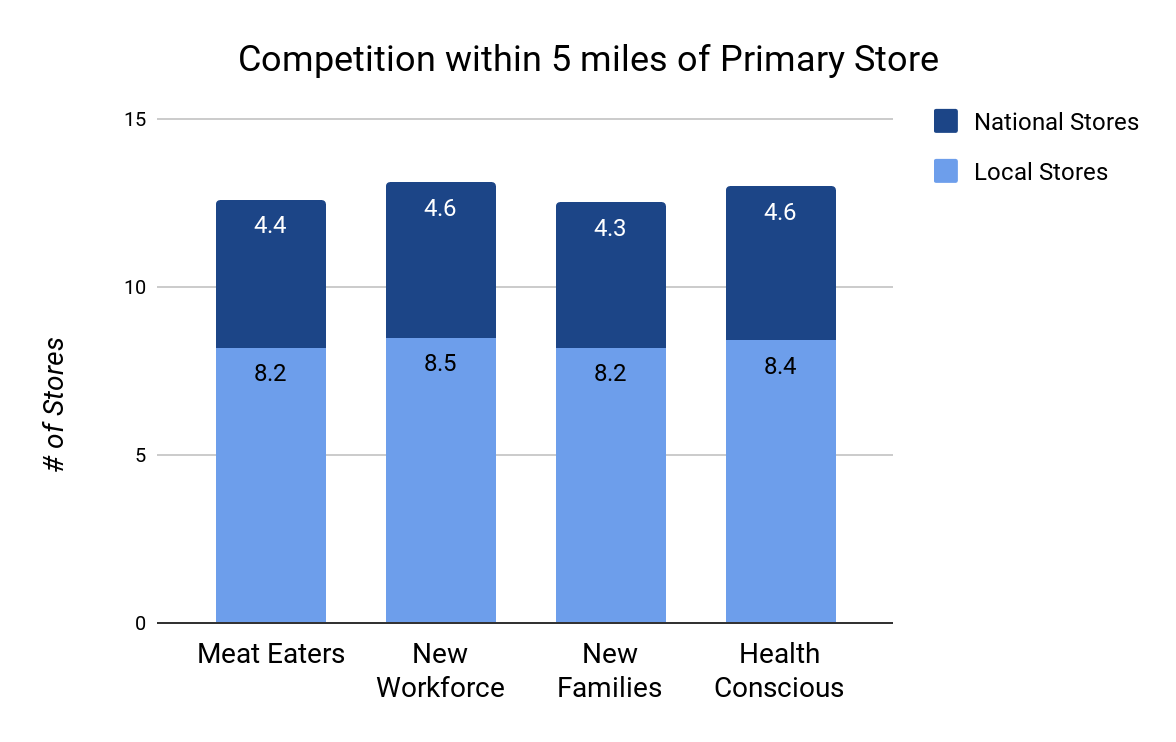 Competition within 5 miles of Primary Store
National Stores
Local Stores
# of Stores
15
10
5
0
4.4
4.6
4.3
4.6
8.2
8.5
8.2
8.4
Meat Eaters
New
Workforce
New
Families
Health
Conscious